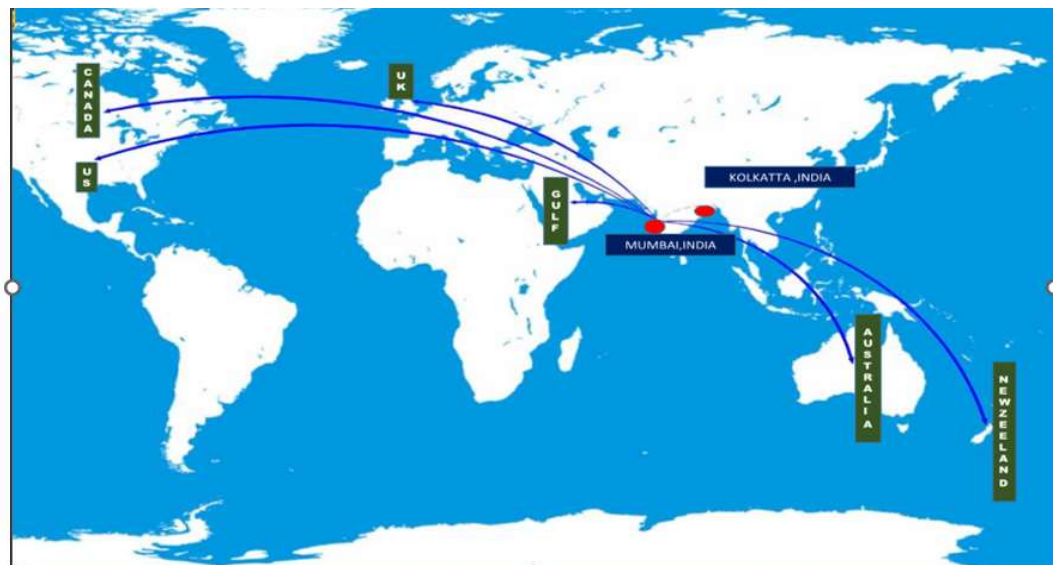 CANADA
UK
US
GULF
KOLKATTA ,INDIA
MUMBAI,INDIA
AUSTRALIA
NEWZEELAND